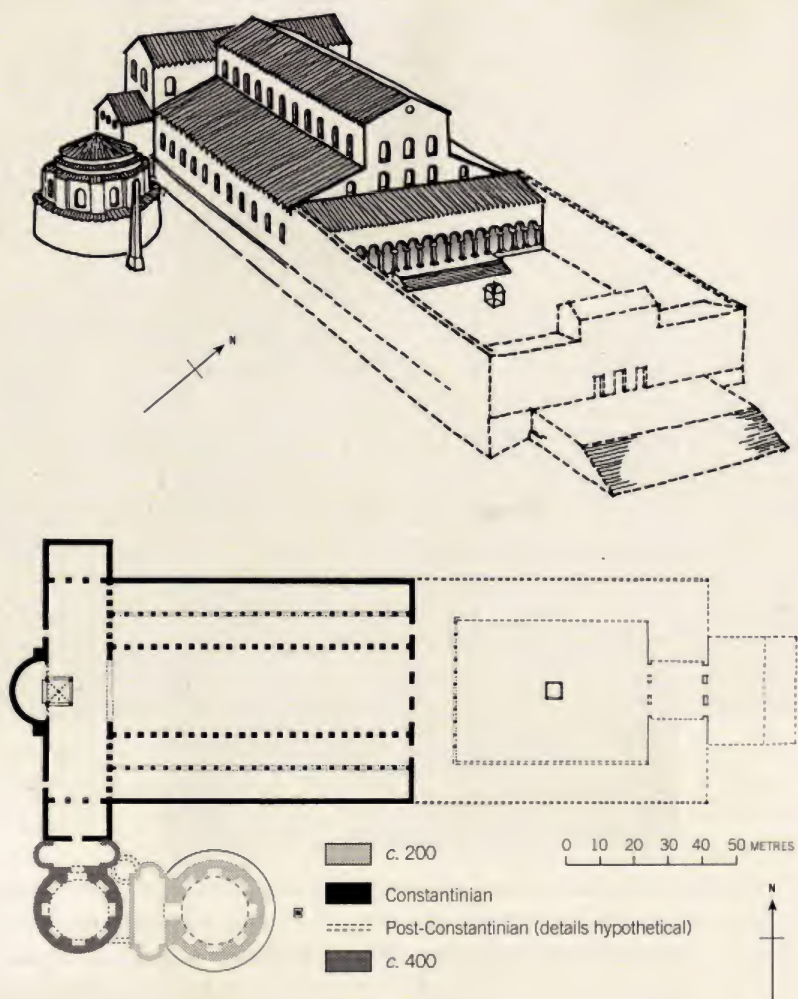 N
c. 200
Constantinian
Post-Constantinian (details hypothetical)
c. 400
0 10 20 30 40 50 METRES
N